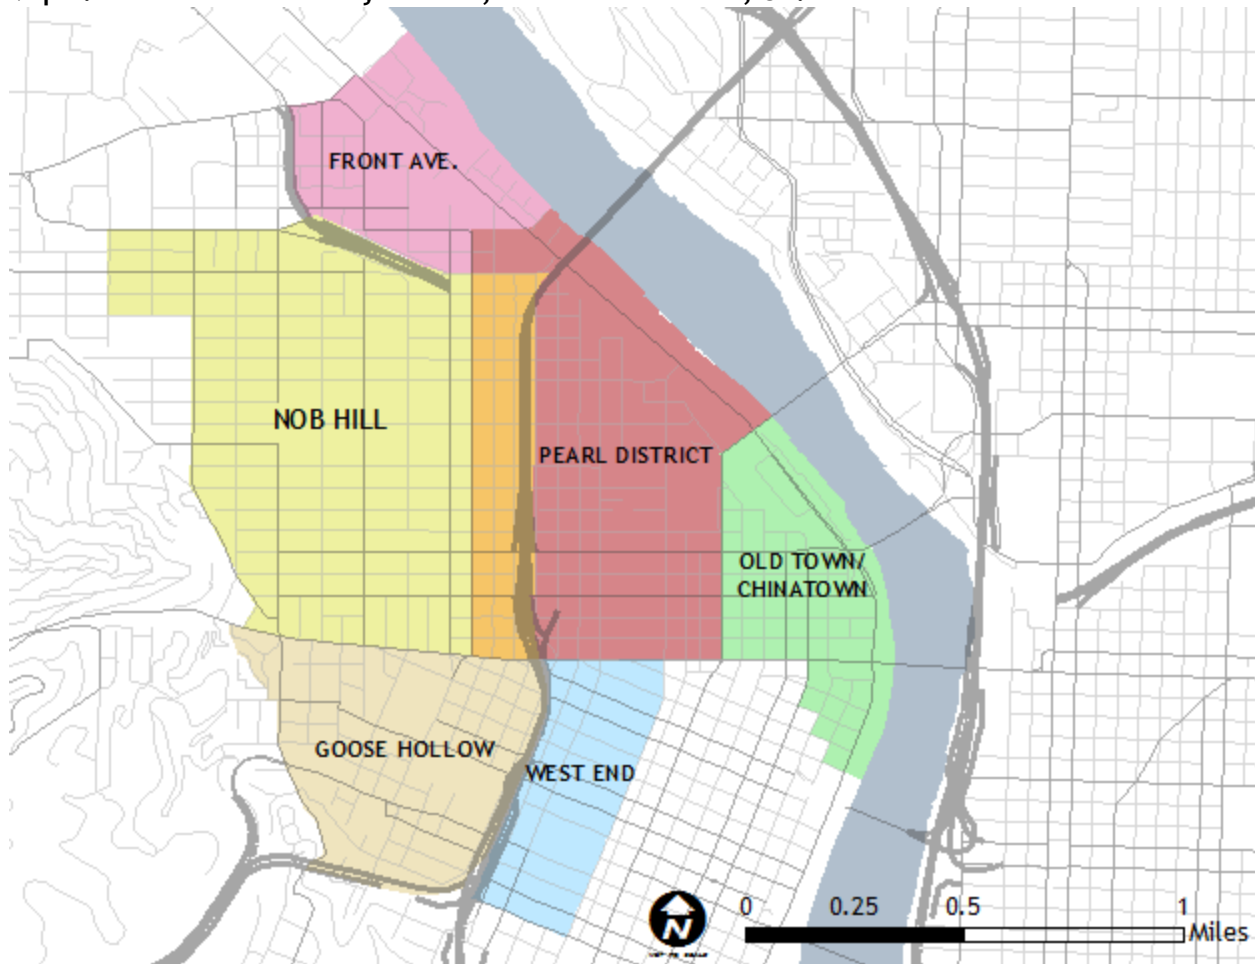 FRONT AVE.
NOB HILL
PEARL DISTRICT
OLD TOWN/
CHINATOWN
GOOSE HOLLOW
WEST END
N
0 0.25 0.5 1
Miles